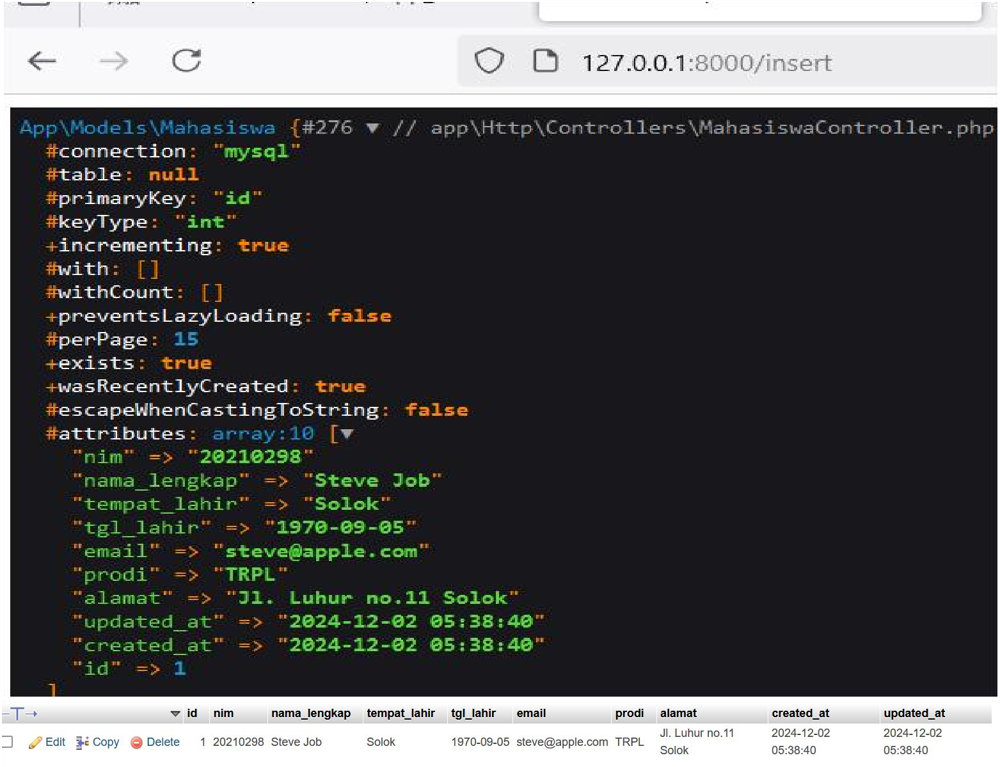 127.0.0.1:8000/insert
App\Models\Mahasiswa {#276 ▼ // app\Http\Controllers\MahasiswaController.php
#connection: "mysql"
#table: null
#primaryKey: "id"
#keyType: "int"
+incrementing: true
#with: []
#withCount: []
+preventsLazyLoading: false
#perPage: 15
+exists: true
+wasRecentlyCreated: true
#escapeWhenCastingToString: false
#attributes: array:10 [▼
"nim" => "20210298"
"nama_lengkap" => "Steve Job"
"tempat_lahir" => "Solok"
"tgl_lahir" => "1970-09-05"
"email" => "steve@apple.com"
"prodi" => "TRPL"
"alamat" => "Jl. Luhur no.11 Solok"
"updated_at" => "2024-12-02 05:38:40"
"created_at" => "2024-12-02 05:38:40"
"id" => 1
]
id nim nama_lengkap tempat_lahir tgl_lahir email prodi alamat created_at updated_at
Edit Copy Delete 1 20210298 Steve Job Solok 1970-09-05 steve@apple.com TRPL Jl. Luhur no.11 2024-12-02 2024-12-02
Solok 05:38:40 05:38:40